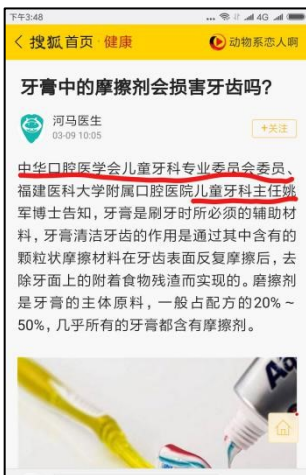 下午3:48
... 4G
搜狐首页 健康
动物系恋人啊
牙膏中的摩擦剂会损害牙齿吗?
河马医生
03-09 10:05
+关注
中华口腔医学会儿童牙科专业委员会委员、
福建医科大学附属口腔医院儿童牙科主任姚
军博士告知，牙膏是刷牙时所必须的辅助材
料，牙膏清洁牙齿的作用是通过其中含有的
颗粒状摩擦材料在牙齿表面反复摩擦后，去
除牙面上的附着食物残渣而实现的。磨擦剂
是牙膏的主体原料，一般占配方的20%～
50%，几乎所有的牙膏都含有摩擦剂。
Aq